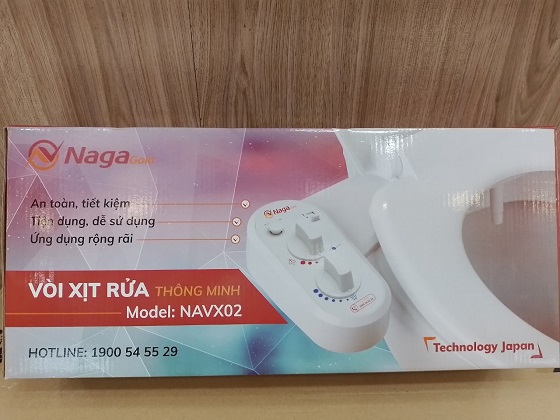 Naga Gold
An toàn, tiết kiệm
Tiện dụng, dễ sử dụng
Ứng dụng rộng rãi
Naga
VÒI XỊT RỬA THÔNG MINH
Model: NAVX02
HOTLINE: 1900 54 55 29
Technology Japan